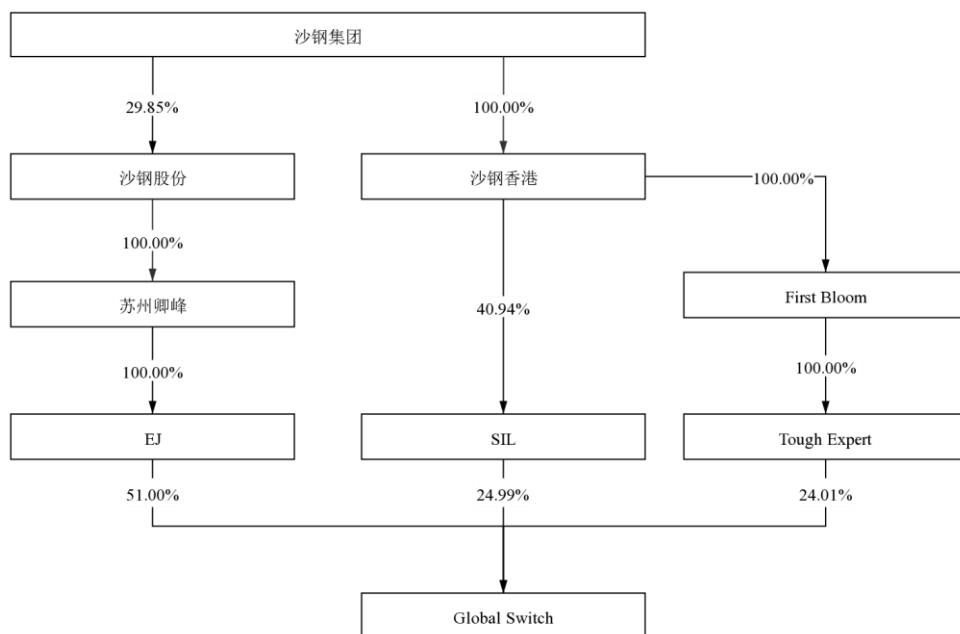 沙钢集团
29.85%
100.00%
沙钢股份
沙钢香港
100.00%
100.00%
苏州卿峰
First Bloom
40.94%
100.00%
100.00%
EJ
SIL
Tough Expert
51.00%
24.99%
24.01%
Global Switch